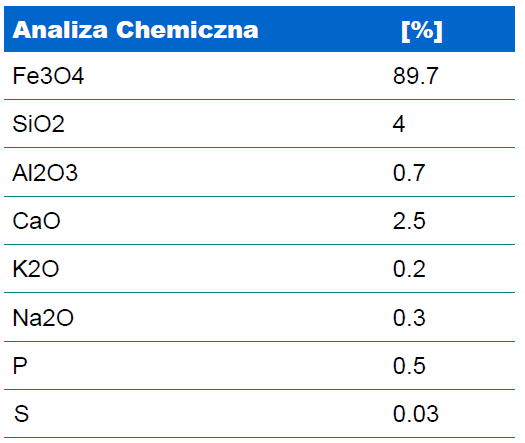 Analiza Chemiczna [%]
Fe3O4 89.7
SiO2 4
Al2O3 0.7
CaO 2.5
K2O 0.2
Na2O 0.3
P 0.5
S 0.03